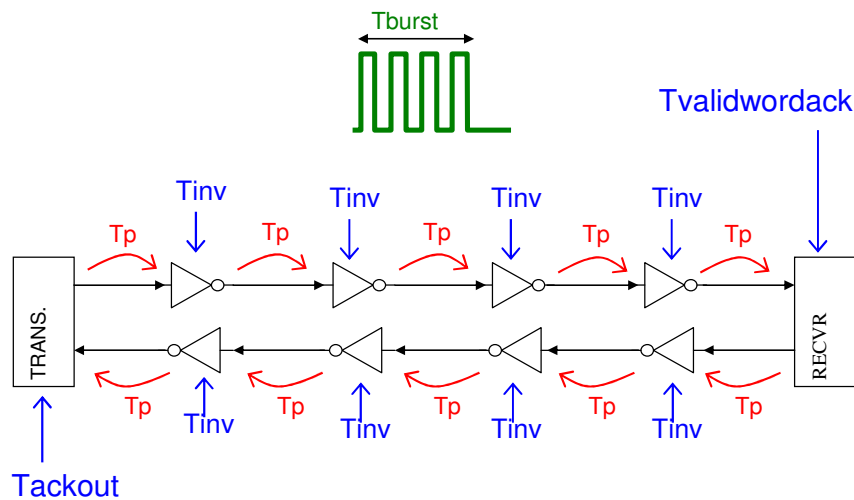 Tburst
Tvalidwordack
Tinv
Tinv
Tinv
Tinv
Tp
Tp
Tp
Tp
Tp
TRANS.
RECVR
Tp
Tp
Tp
Tp
Tp
Tinv
Tinv
Tinv
Tinv
Tackout